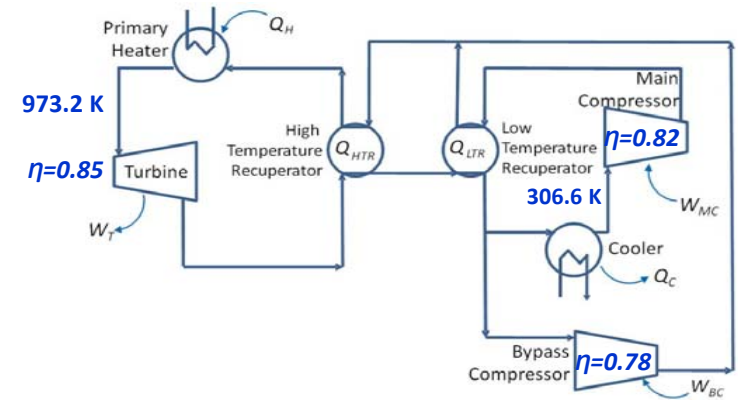 Primary
Heater
Q_H
973.2 K
η=0.85
Turbine
W_T
High
Temperature
Recuperator
Q_HTR
Q_LTR
Low
Temperature
Recuperator
Main
Compressor
η=0.82
306.6 K
W_MC
Cooler
Q_C
Bypass
Compressor
η=0.78
W_BC